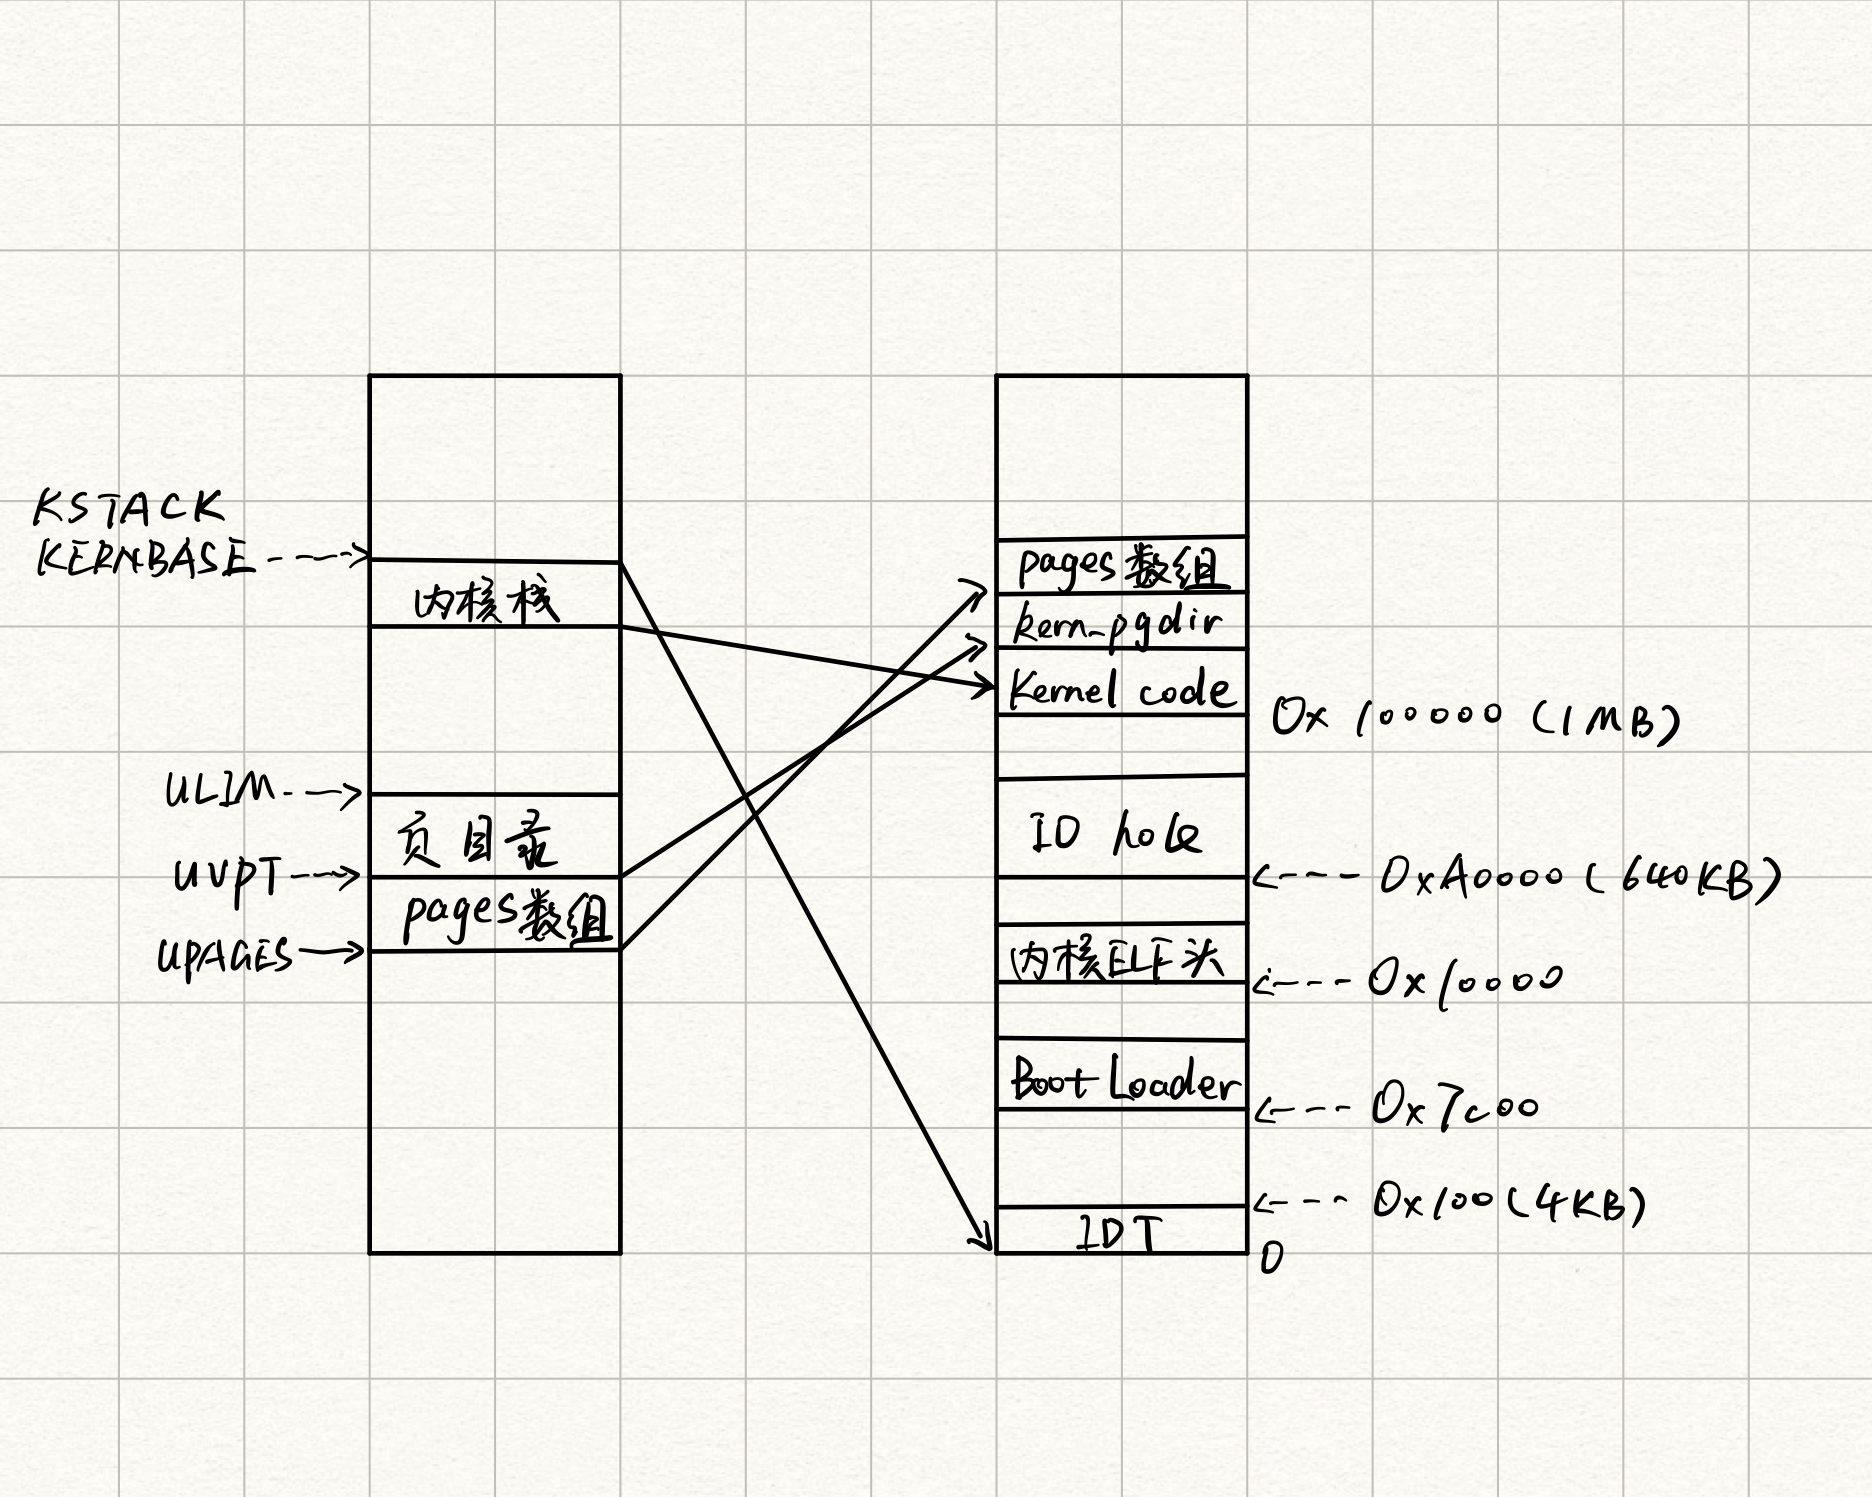 KSTACK
KERNBASE
内核栈
ULIM
页目录
UVPT
pages数组
UPAGES
pages数组
kern_pgdir
Kernel code
0x100000 (1MB)
IO hole
0xA0000 (640KB)
内核ELF头
0x10000
Boot Loader
0x7c00
0x100 (4KB)
IDT
0